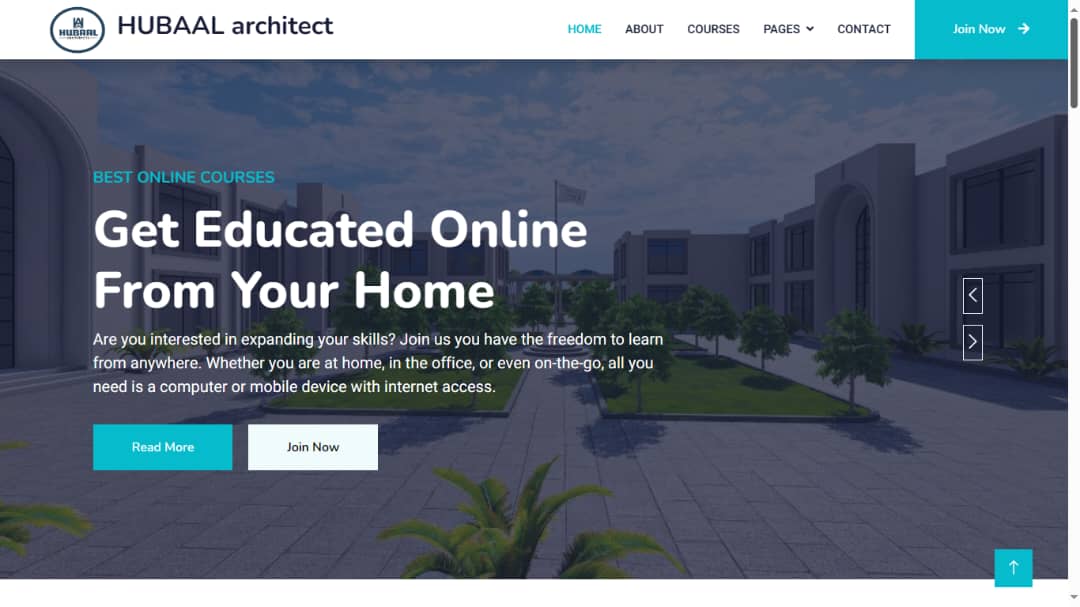 HUBAAL
HUBAAL architect
HOME
ABOUT
COURSES
PAGES
CONTACT
Join Now
BEST ONLINE COURSES
Get Educated Online
From Your Home
Are you interested in expanding your skills? Join us you have the freedom to learn
from anywhere. Whether you are at home, in the office, or even on-the-go, all you
need is a computer or mobile device with internet access.
Read More
Join Now